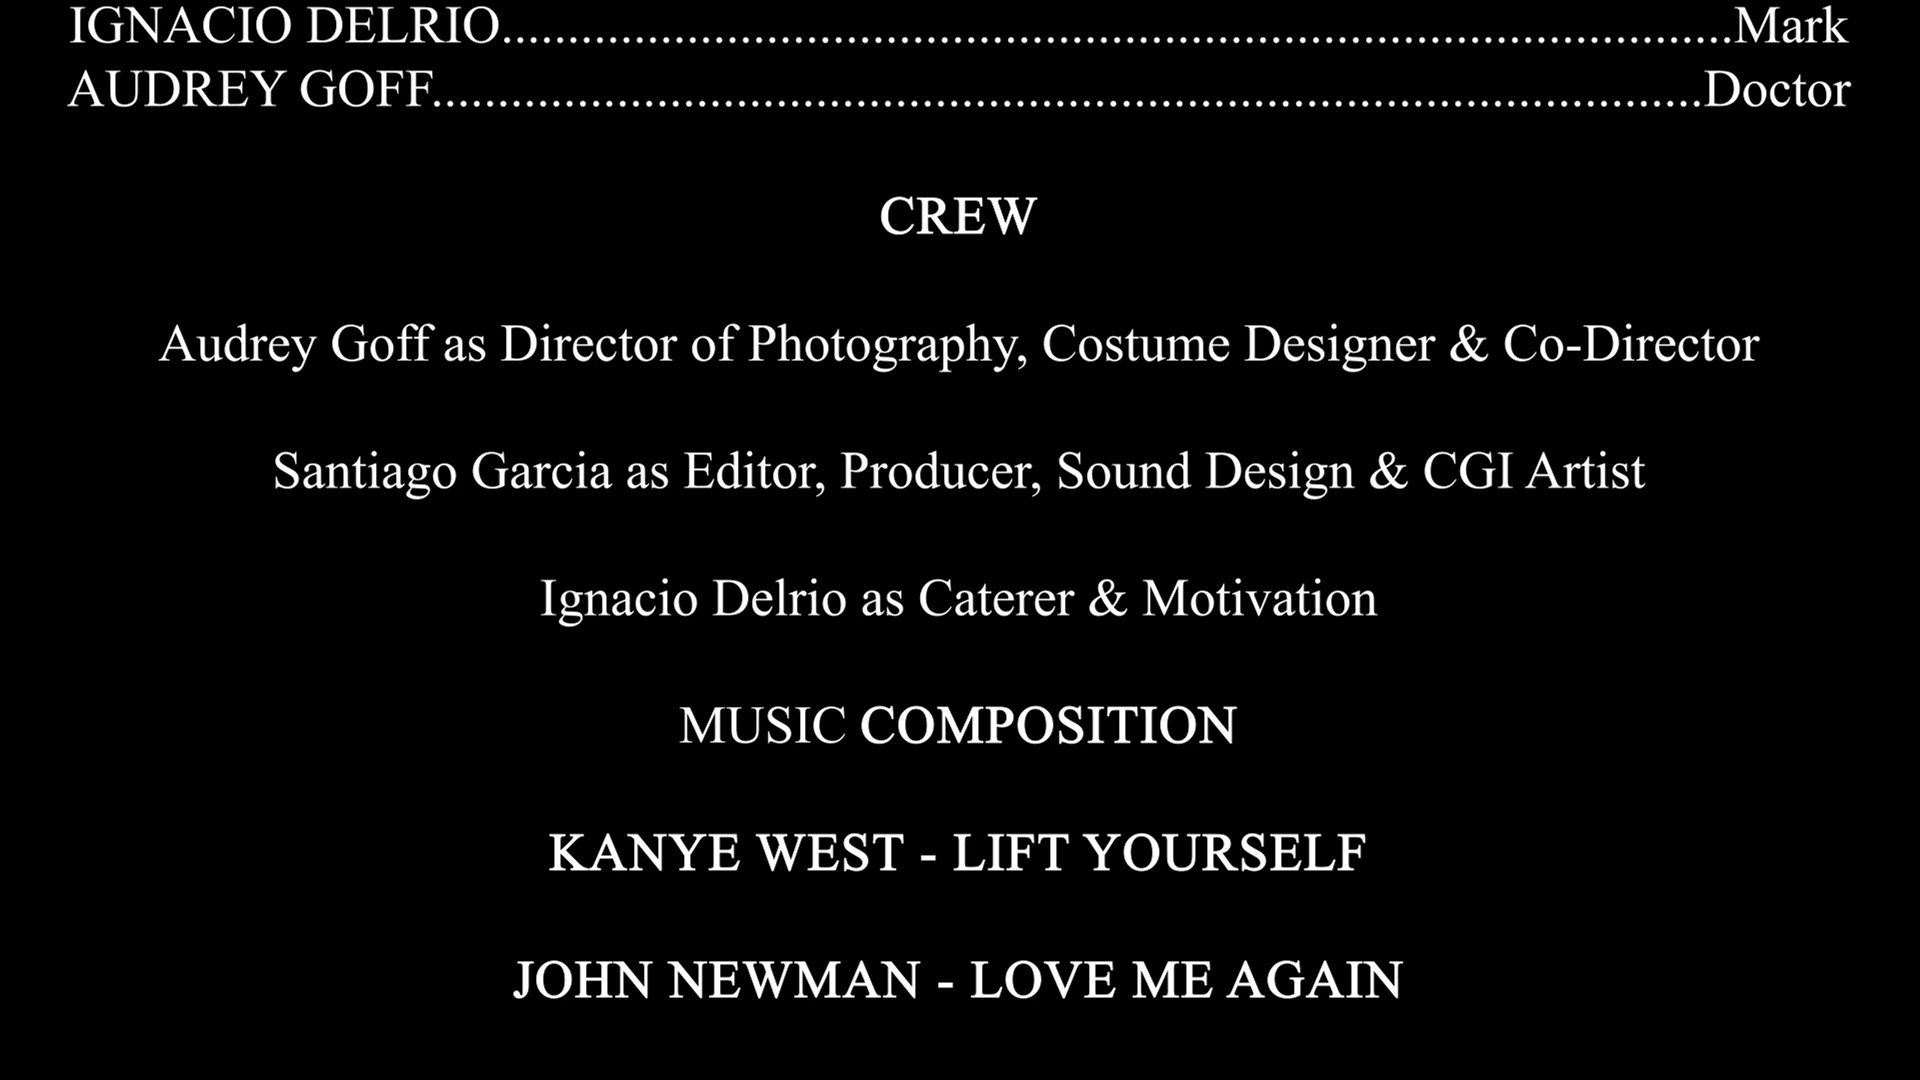 IGNACIO DELRIO..............................................................................................Mark
AUDREY GOFF.................................................................................................Doctor
CREW
Audrey Goff as Director of Photography, Costume Designer & Co-Director
Santiago Garcia as Editor, Producer, Sound Design & CGI Artist
Ignacio Delrio as Caterer & Motivation
MUSIC COMPOSITION
KANYE WEST - LIFT YOURSELF
JOHN NEWMAN - LOVE ME AGAIN